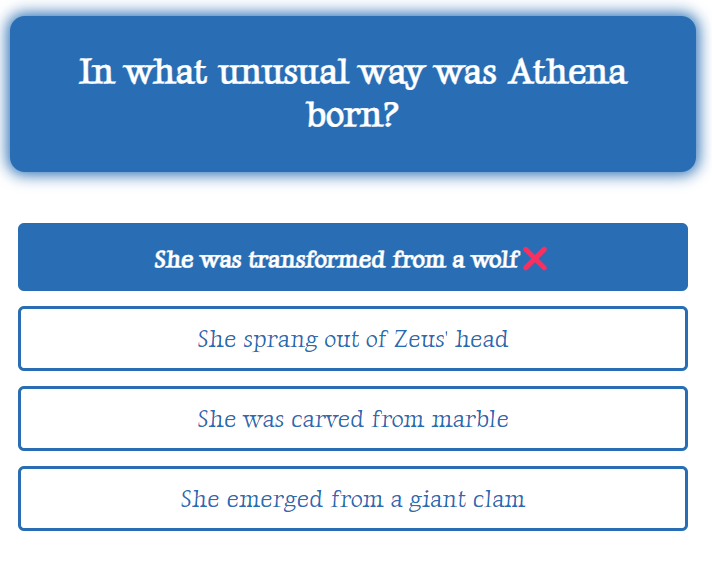 In what unusual way was Athena
born?
She was transformed from a wolf❌
She sprang out of Zeus' head
She was carved from marble
She emerged from a giant clam